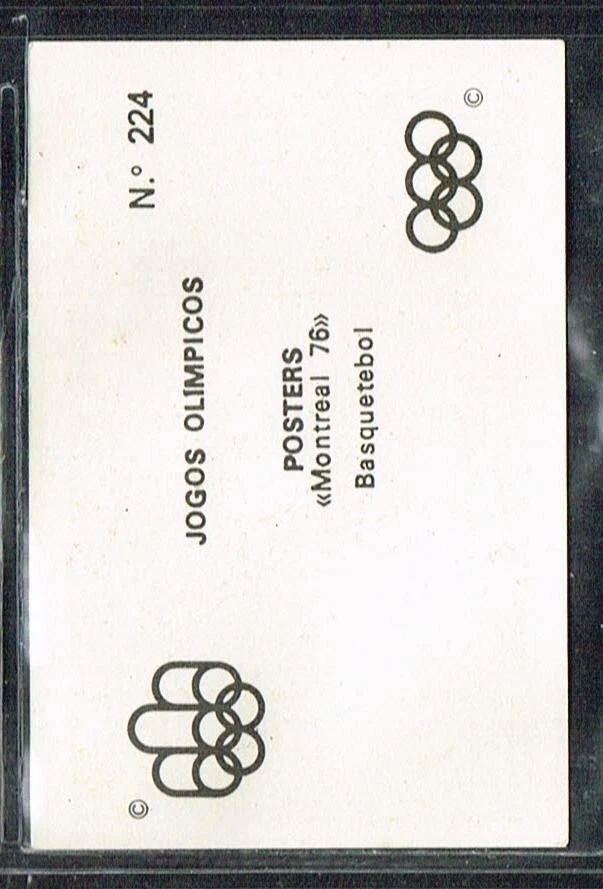 N.º 224
JOGOS OLIMPICOS
POSTERS
«Montreal 76»
Basquetebol
©
©